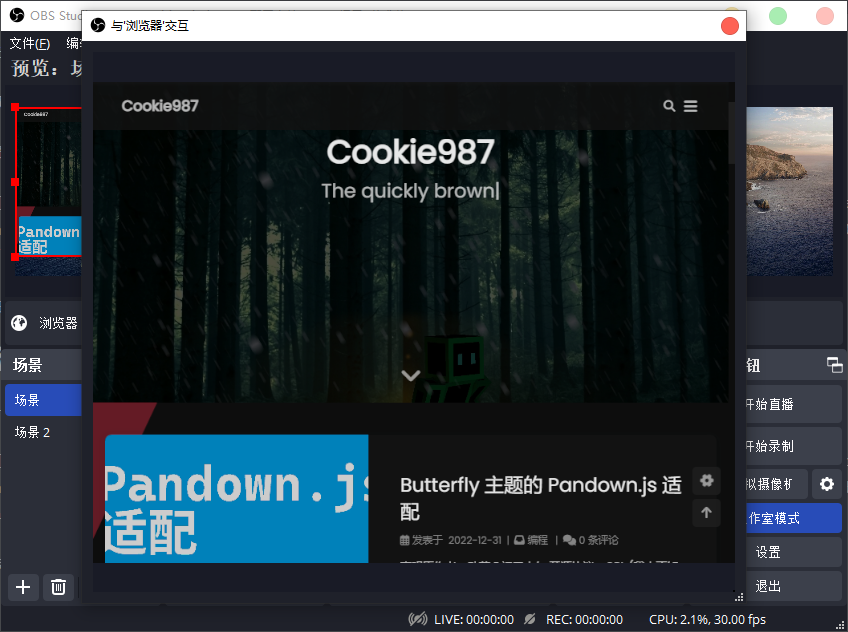 OBS Stud
与'浏览器'交互
文件(F)
预览：场
Cookie987
Cookie987
Cookie987
The quickly brown|
Pandown
适配
浏览器
场景
钮
场景
开始直播
场景 2
开始录制
Pandown.js
适配
Butterfly 主题的 Pandown.js 适
配
发表于 2022-12-31 | 编程 | 0 条评论
拟摄像机
作室模式
设置
退出
LIVE: 00:00:00
REC: 00:00:00
CPU: 2.1%, 30.00 fps